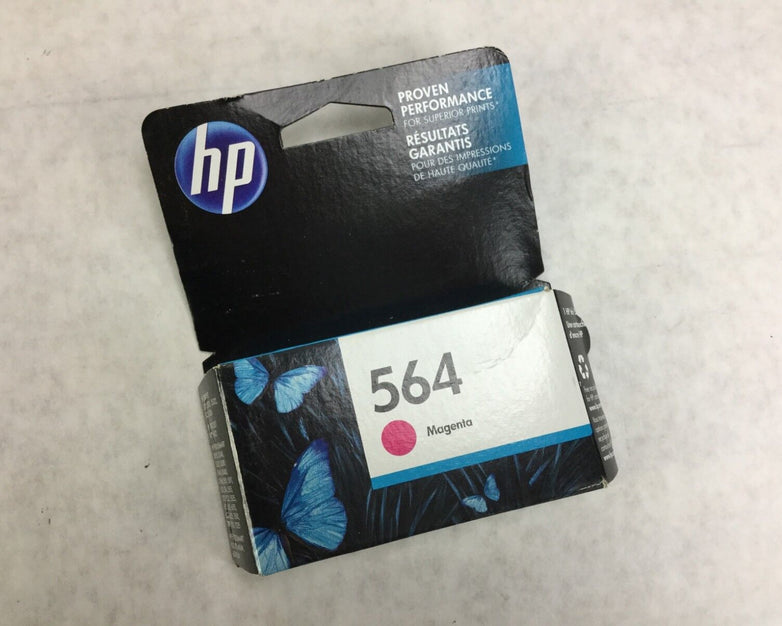 hp
PROVEN
PERFORMANCE
FOR SUPERIOR PRINTS*
RÉSULTATS
GARANTIS
POUR DES IMPRESSIONS
DE HAUTE QUALITÉ*
564
Magenta